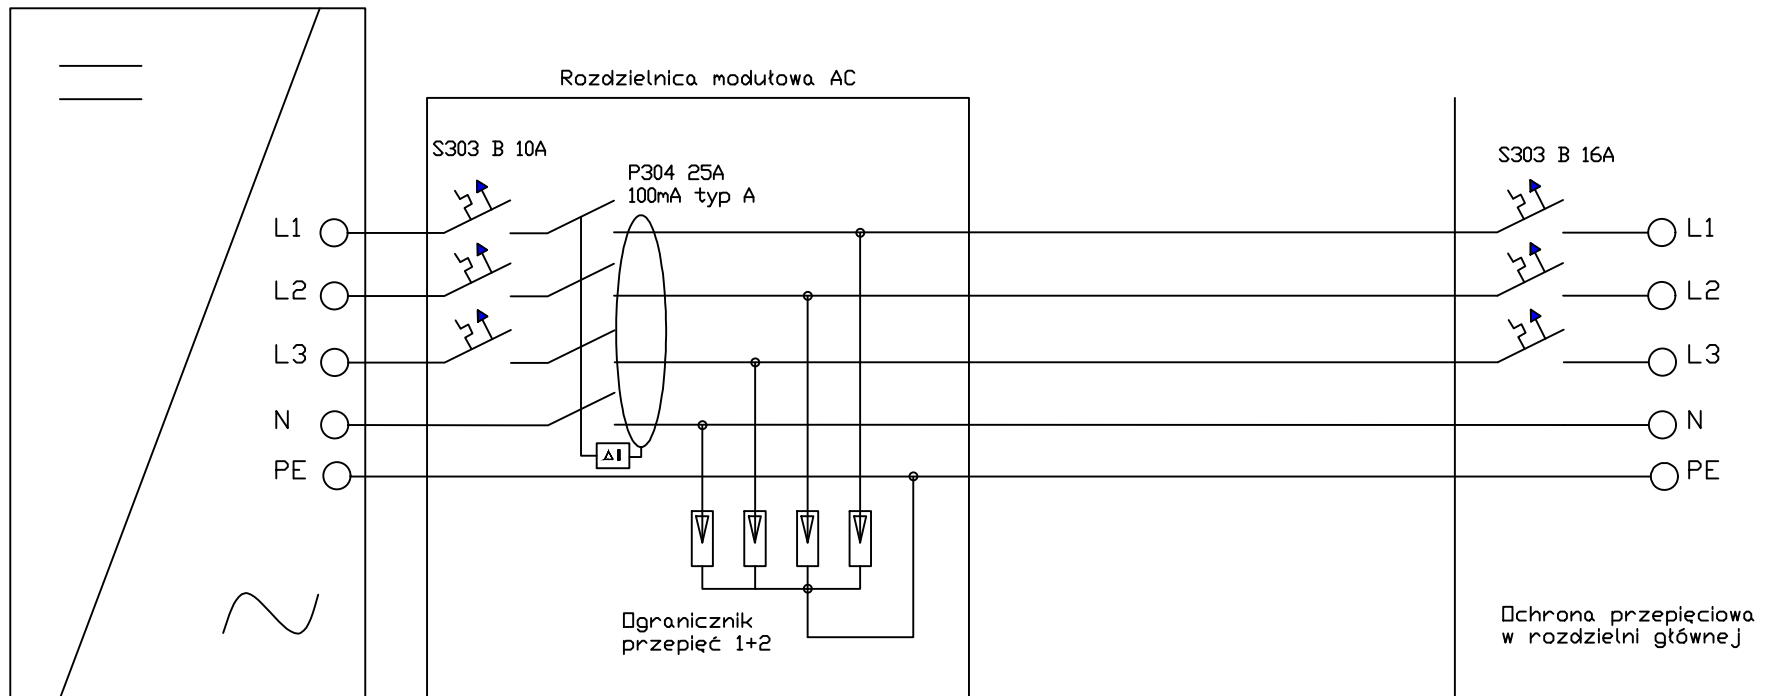 Rozdzielnica modułowa AC
S303 B 10A
P304 25A
100mA typ A
S303 B 16A
L1
L1
L2
L2
L3
L3
N
N
PE
PE
ΔI
Ogranicznik
przepięć 1+2
Ochrona przepięciowa
w rozdzielni głównej